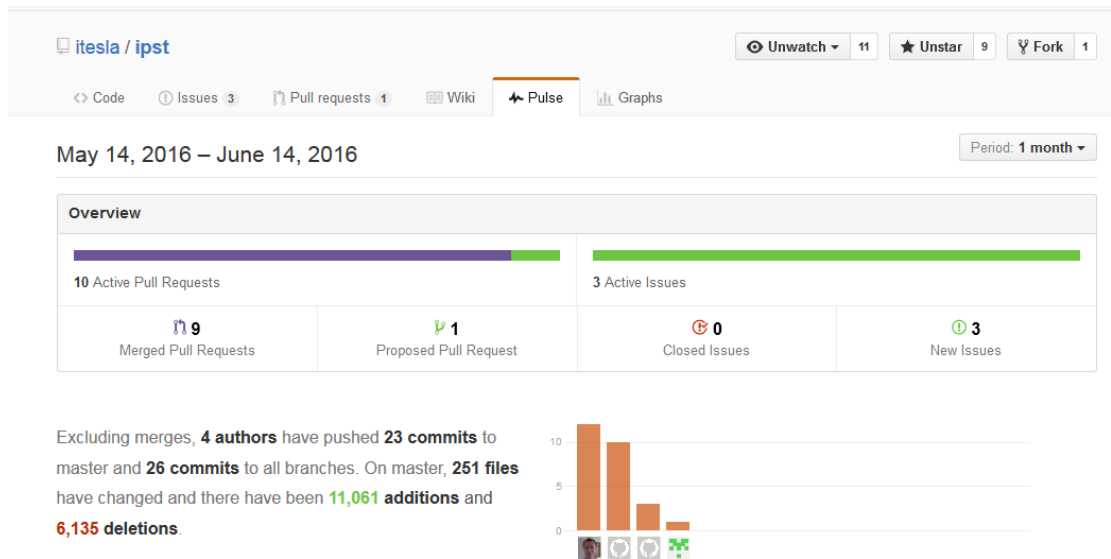 itesla / ipst
Unwatch 11
Unstar 9
Fork 1
Code Issues 3 Pull requests 1 Wiki Pulse Graphs
May 14, 2016 – June 14, 2016
Period: 1 month
Overview
10 Active Pull Requests
3 Active Issues
9
Merged Pull Requests
1
Proposed Pull Request
0
Closed Issues
3
New Issues
Excluding merges, 4 authors have pushed 23 commits to
master and 26 commits to all branches. On master, 251 files
have changed and there have been 11,061 additions and
6,135 deletions.
10
5
0